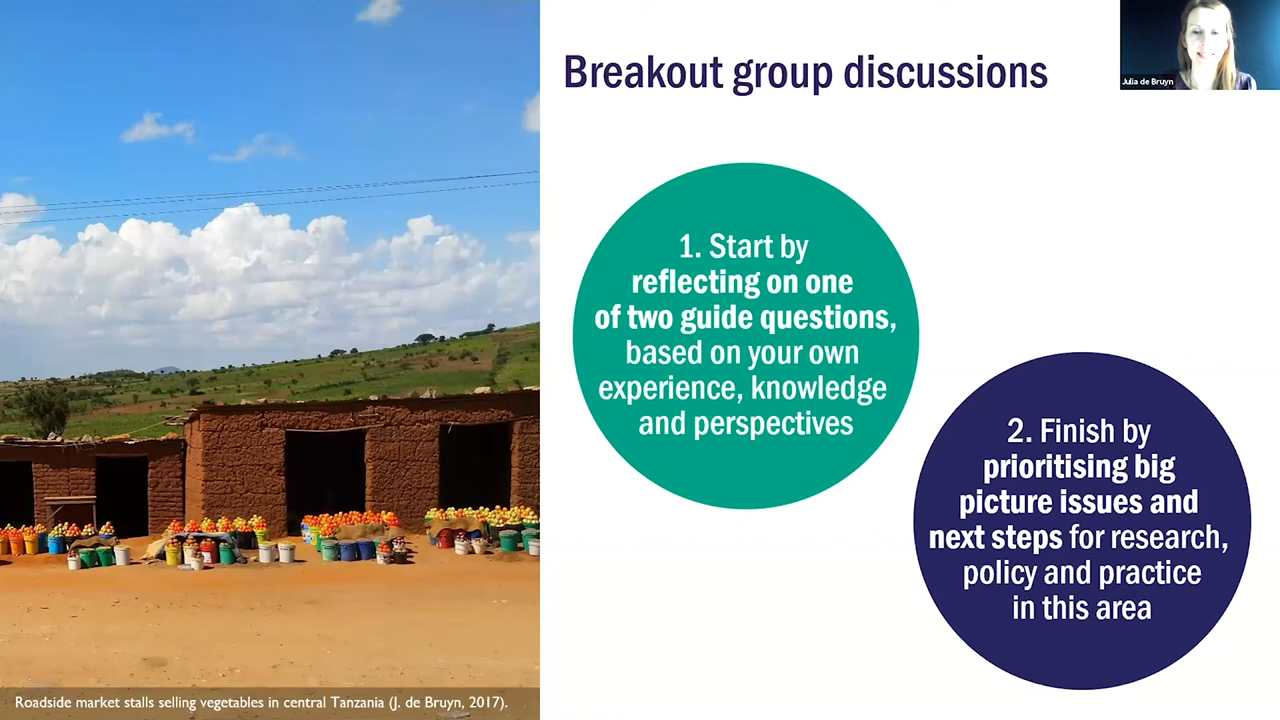 Breakout group discussions
Julia de Bruyn
1. Start by
reflecting on one
of two guide questions,
based on your own
experience, knowledge
and perspectives
2. Finish by
prioritising big
picture issues and
next steps for research,
policy and practice
in this area
Roadside market stalls selling vegetables in central Tanzania (J. de Bruyn, 2017).